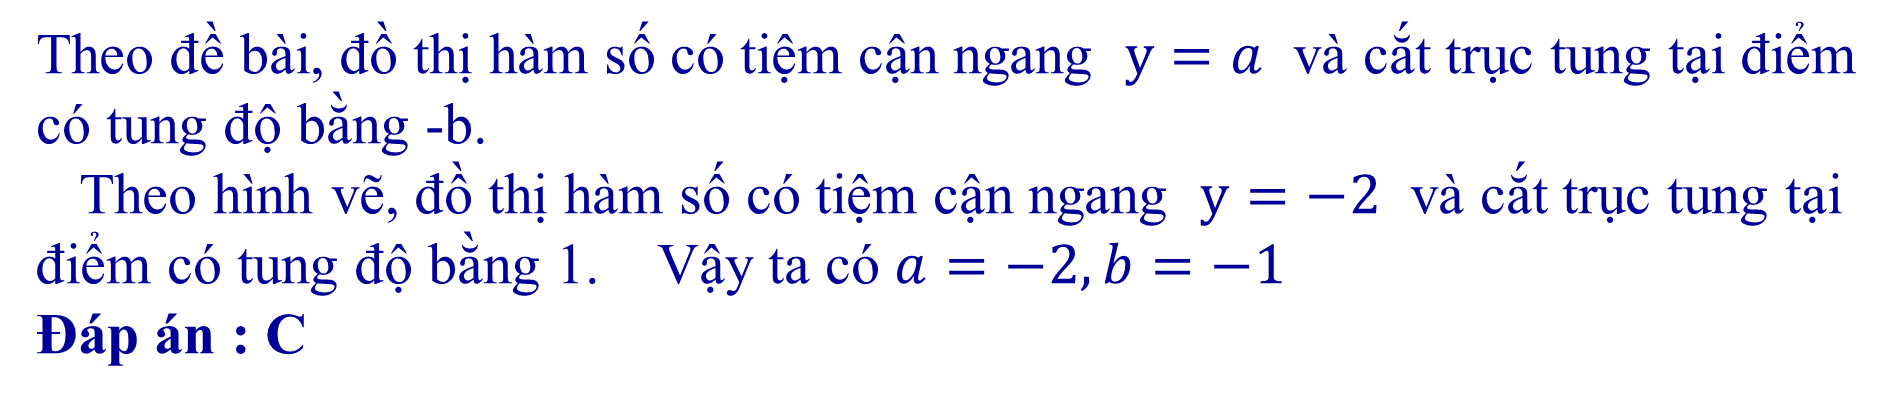 Theo đề bài, đồ thị hàm số có tiệm cận ngang y = a và cắt trục tung tại điểm
có tung độ bằng -b.
Theo hình vẽ, đồ thị hàm số có tiệm cận ngang y = −2 và cắt trục tung tại
điểm có tung độ bằng 1. Vậy ta có a = −2, b = −1
Đáp án : C